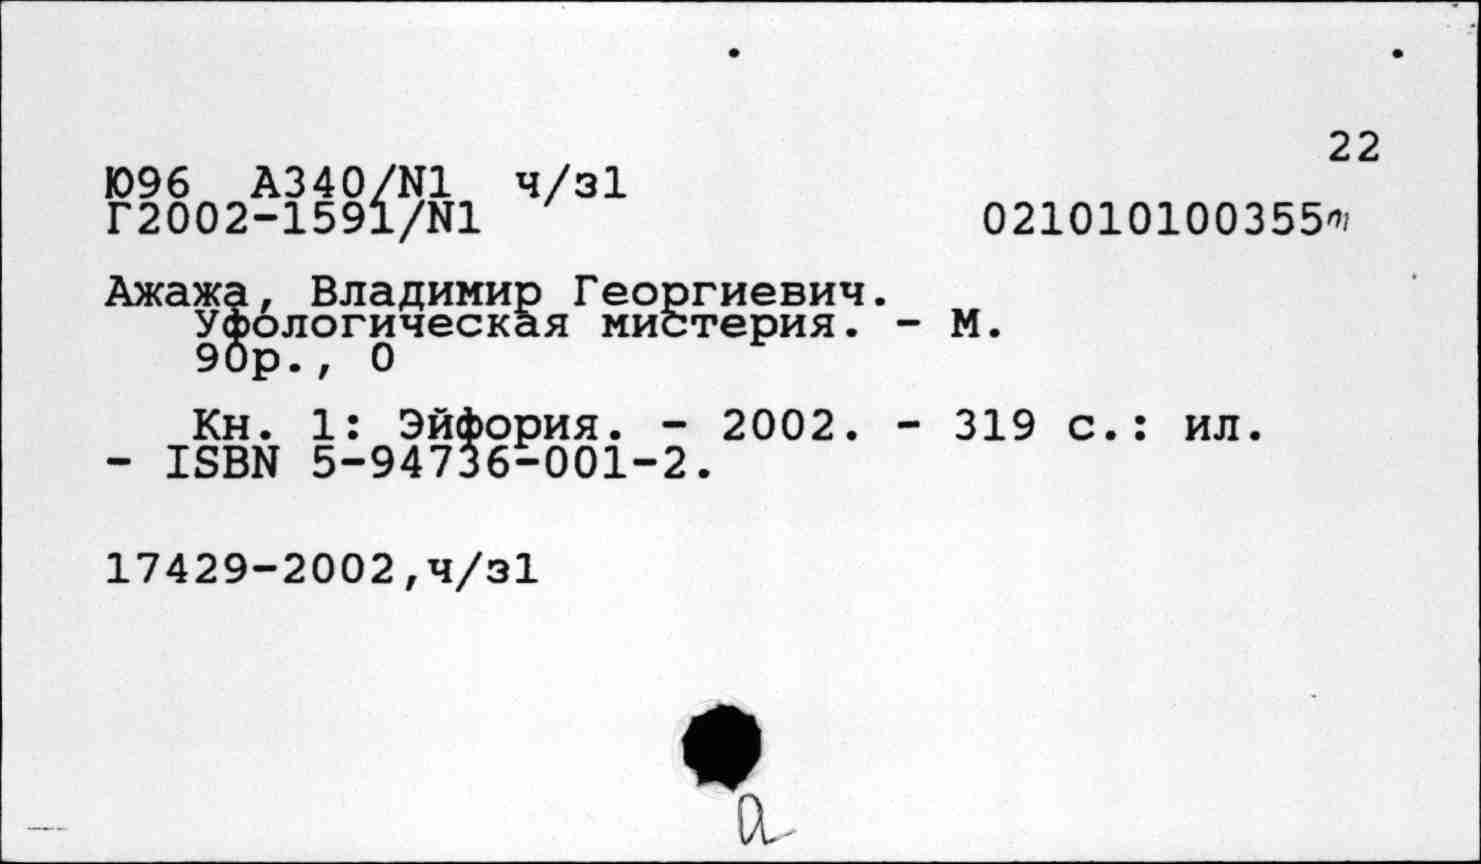 22
Ю96 А340/N1 ч/з1
Г2002-1591/N1 021010100355
Ажажа, Владимир Георгиевич.
Уфологическая мистерия. - М.
90р., 0
Кн. 1: Эйфория. - 2002. - 319 с.: ил.
- ISBN 5-94736-001-2.
17429-2002,ч/з1
а